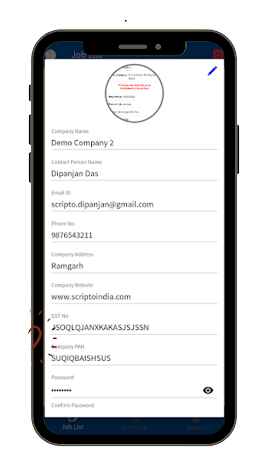 Job List
Company Name
Demo Company 2
Contact Person Name
Dipanjan Das
Email ID
scripto.dipanjan@gmail.com
Phone No.
9876543211
Company Address
Ramgarh
Company Website
www.scriptoindia.com
GST No
JSOQLQJANXKAKASJSJSSN
Company PAN
SUQIQBAISHSUS
Password
••••••••
Confirm Password
Job List